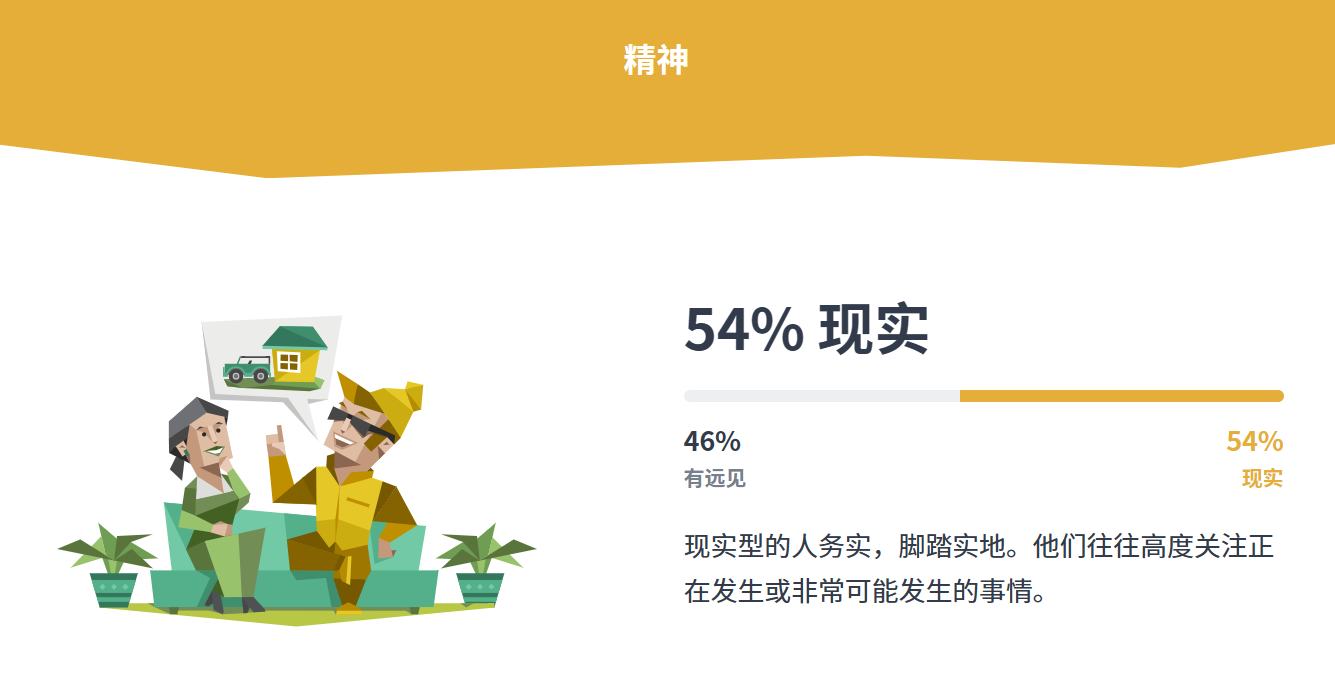 精神
54% 现实
46%
54%
有远见
现实
现实型的人务实，脚踏实地。他们往往高度关注正
在发生或非常可能发生的事情。